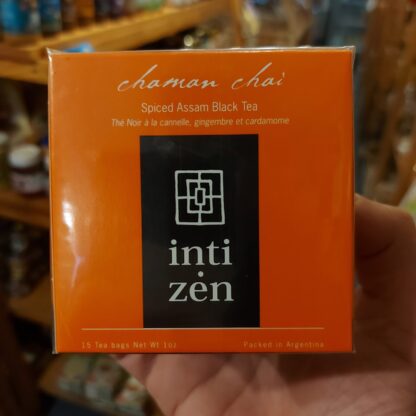 chaman chai
Spiced Assam Black Tea
Thé Noir à la cannelle, gingembre et cardamome
inti
zen
15 Tea bags Net Wt 1oz Packed in Argentina